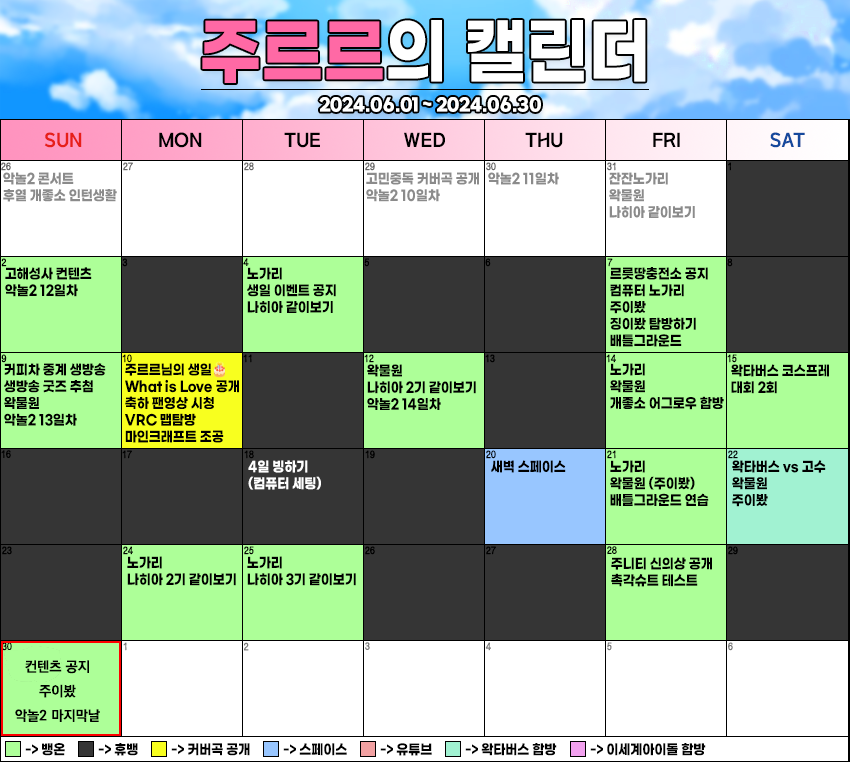 주르르의 캘린더
2024.06.01 ~ 2024.06.30
SUN MON TUE WED THU FRI SAT
26
악놀2 콘서트
후열 개좋소 인턴생활
27
28
29
고민중독 커버곡 공개
악놀2 10일차
30
악놀2 11일차
31
잔잔노가리
왁물원
나히아 같이보기
1
2
고해성사 컨텐츠
악놀2 12일차
3
4
노가리
생일 이벤트 공지
나히아 같이보기
5
6
7
르릇땅충전소 공지
컴퓨터 노가리
주이봤
징이봤 탐방하기
배틀그라운드
8
9
커피차 중계 생방송
생방송 굿즈 추첨
왁물원
악놀2 13일차
10
주르르님의 생일🎂
What is Love 공개
축하 팬영상 시청
VRC 맵탐방
마인크래프트 조공
11
12
왁물원
나히아 2기 같이보기
악놀2 14일차
13
14
노가리
왁물원
개좋소 어그로우 합방
15
왁타버스 코스프레
대회 2회
16
17
18
4일 빙하기
(컴퓨터 세팅)
19
20
새벽 스페이스
21
노가리
왁물원 (주이봤)
배틀그라운드 연습
22
왁타버스 vs 고수
왁물원
주이봤
23
24
노가리
나히아 2기 같이보기
25
노가리
나히아 3기 같이보기
26
27
28
주니티 신의상 공개
촉각슈트 테스트
29
30
컨텐츠 공지
주이봤
악놀2 마지막날
1
2
3
4
5
6
-> 뱅온 -> 휴뱅 -> 커버곡 공개 -> 스페이스 -> 유튜브 -> 왁타버스 합방 -> 이세계아이돌 합방